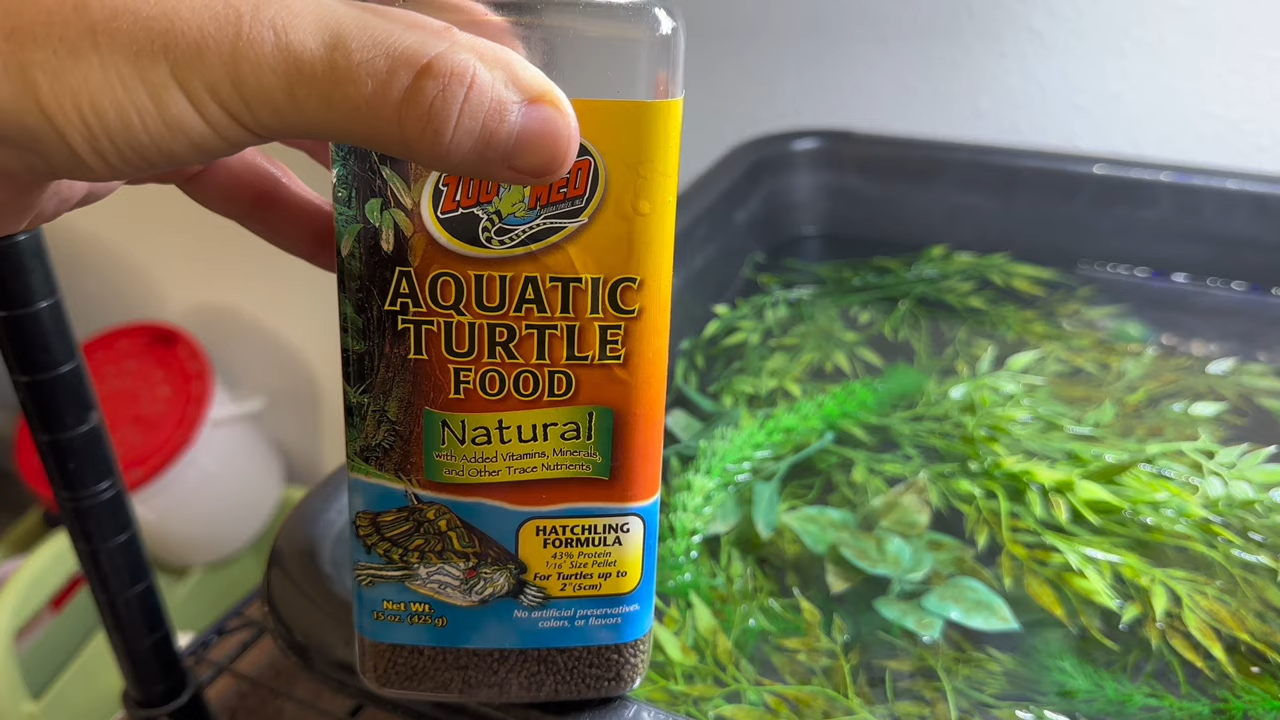 ZOO MED
LABORATORIES, INC.
AQUATIC
TURTLE
FOOD
Natural
with Added Vitamins, Minerals,
and Other Trace Nutrients
HATCHLING
FORMULA
43% Protein
1/16" Size Pellet
For Turtles up to
2"(5cm)
Net Wt.
15 oz. (425 g)
No artificial preservatives,
colors, or flavors